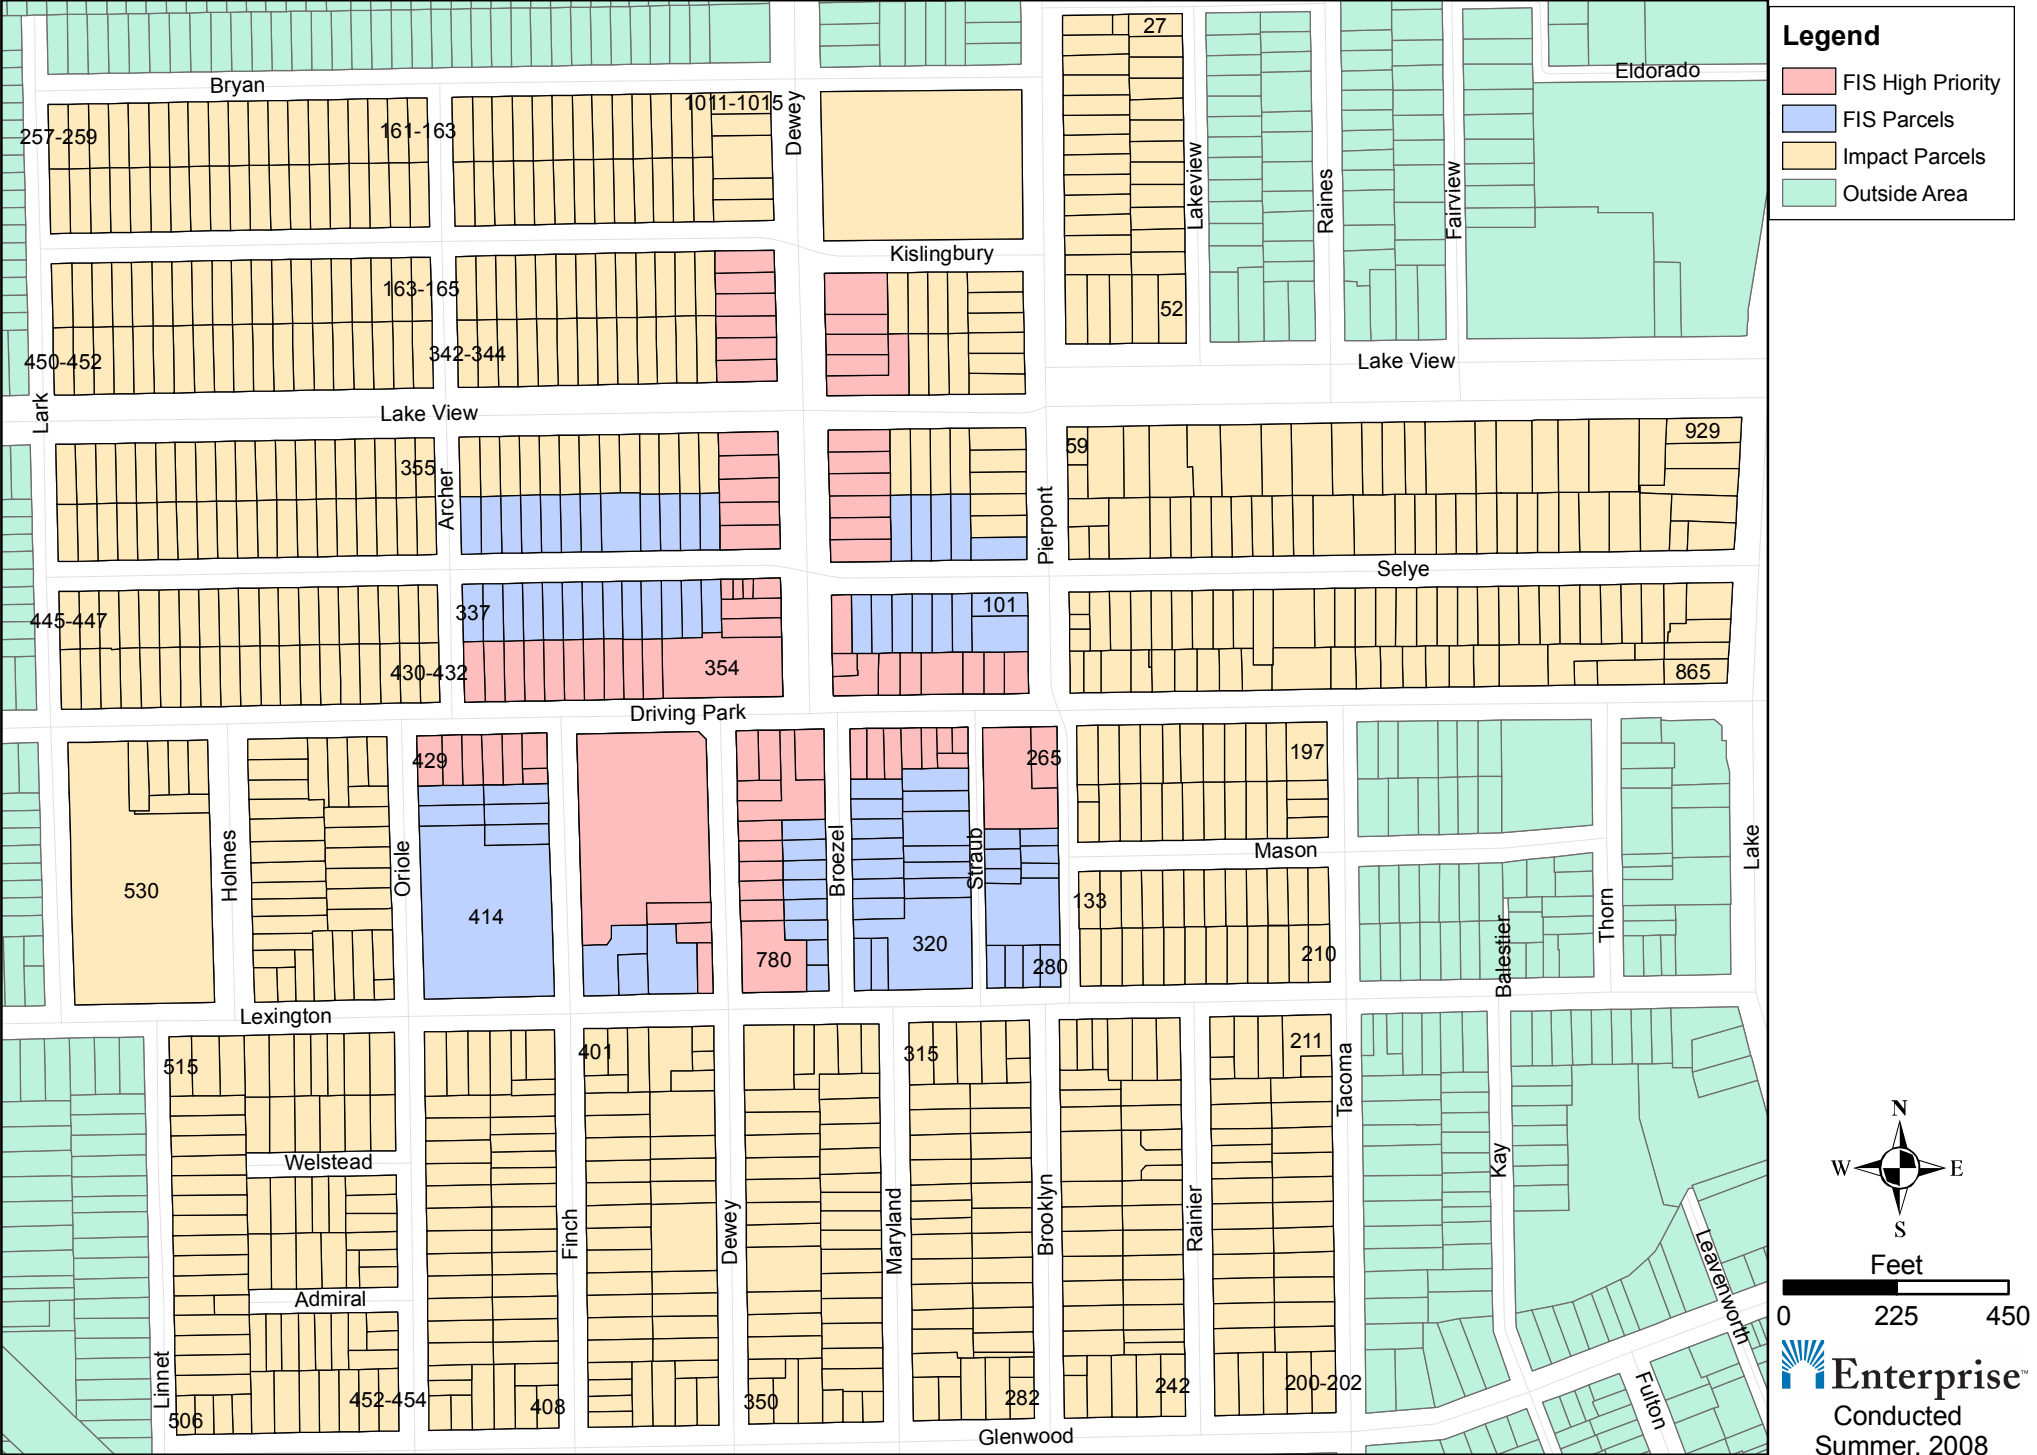 27
Legend
FIS High Priority
FIS Parcels
Impact Parcels
Outside Area
Eldorado
Bryan
1011-1015
Dewey
257-259
161-163
Lakeview
Raines
Fairview
Kislingbury
163-165
52
450-452
342-344
Lake View
Lark
Lake View
59
929
355
Archer
Pierpont
Selye
445-447
337
101
430-432
354
865
Driving Park
429
265
197
Holmes
Oriole
Broezel
Straub
Mason
Lake
530
414
133
Thorn
Balestier
780
320
280
210
Lexington
515
401
315
211
Tacoma
Welstead
Kay
N
W
E
S
Finch
Dewey
Maryland
Brooklyn
Rainier
Leavenworth
Feet
0
225
450
Admiral
Linnet
506
452-454
408
350
282
242
200-202
Fulton
Glenwood
Enterprise™
Conducted
Summer, 2008